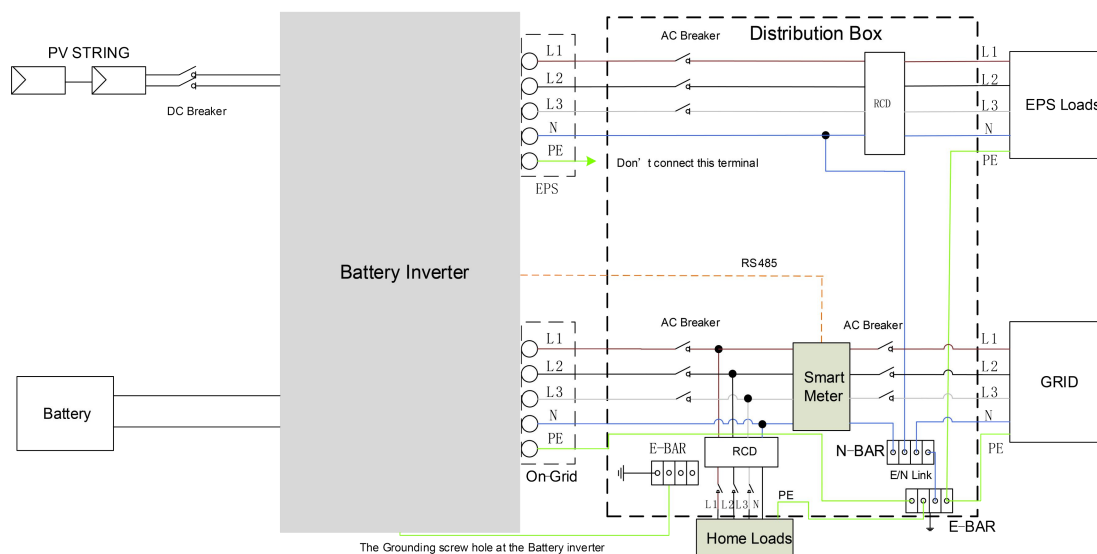 PV STRING
DC Breaker
Battery Inverter
Battery
L1
L2
L3
N
PE
EPS
Don't connect this terminal
AC Breaker
Distribution Box
RCD
L1
L2
L3
N
PE
EPS Loads
RS485
L1
L2
L3
N
PE
On-Grid
AC Breaker
AC Breaker
Smart
Meter
L1
L2
L3
N
PE
GRID
E-BAR
RCD
N-BAR
E/N Link
L1 L2 L3 N
PE
E-BAR
Home Loads
The Grounding screw hole at the Battery inverter